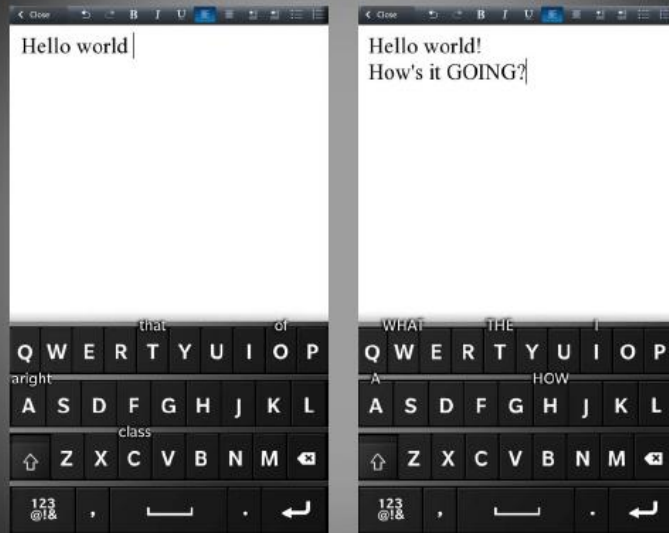 Close B I U
Hello world
that of
Q W E R T Y U I O P
aright
A S D F G H J K L
class
Z X C V B N M
123
@!& , .
Close B I U
Hello world!
How's it GOING?
WHAT THE I
Q W E R T Y U I O P
A HOW
A S D F G H J K L
Z X C V B N M
123
@!& , .